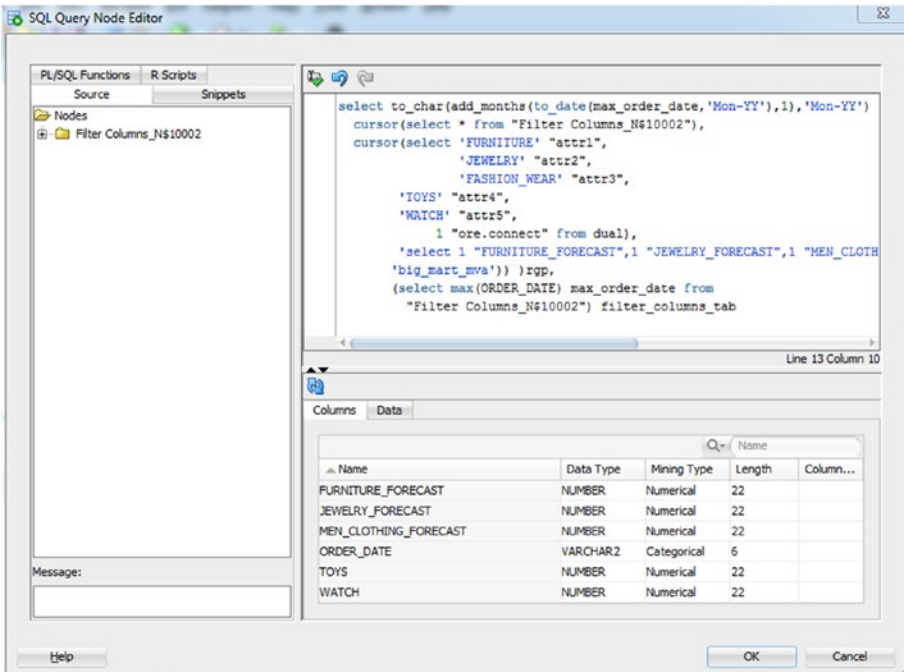 SQL Query Node Editor
PL/SQL Functions R Scripts
Source Snippets
Nodes
Filter Columns_N$10002
Message:
select to_char(add_months(to_date(max_order_date,'Mon-YY'),1),'Mon-YY')
cursor(select * from "Filter Columns_N$10002"),
cursor(select 'FURNITURE' "attr1",
'JEWELRY' "attr2",
'FASHION_WEAR' "attr3",
'TOYS' "attr4",
'WATCH' "attr5",
1 "ore.connect" from dual),
'select 1 "FURNITURE_FORECAST",1 "JEWELRY_FORECAST",1 "MEN_CLOTH
'big_mart_mva')) )rgp,
(select max(ORDER_DATE) max_order_date from
"Filter Columns_N$10002") filter_columns_tab
Line 13 Column 10
Columns Data
Name
Name Data Type Mining Type Length Column...
FURNITURE_FORECAST NUMBER Numerical 22
JEWELRY_FORECAST NUMBER Numerical 22
MEN_CLOTHING_FORECAST NUMBER Numerical 22
ORDER_DATE VARCHAR2 Categorical 6
TOYS NUMBER Numerical 22
WATCH NUMBER Numerical 22
Help OK Cancel